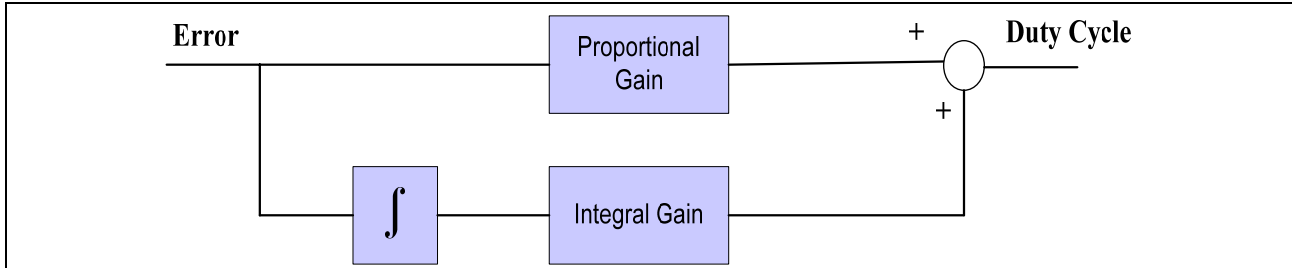 Error
Proportional
Gain
+
Duty Cycle
+
∫
Integral Gain